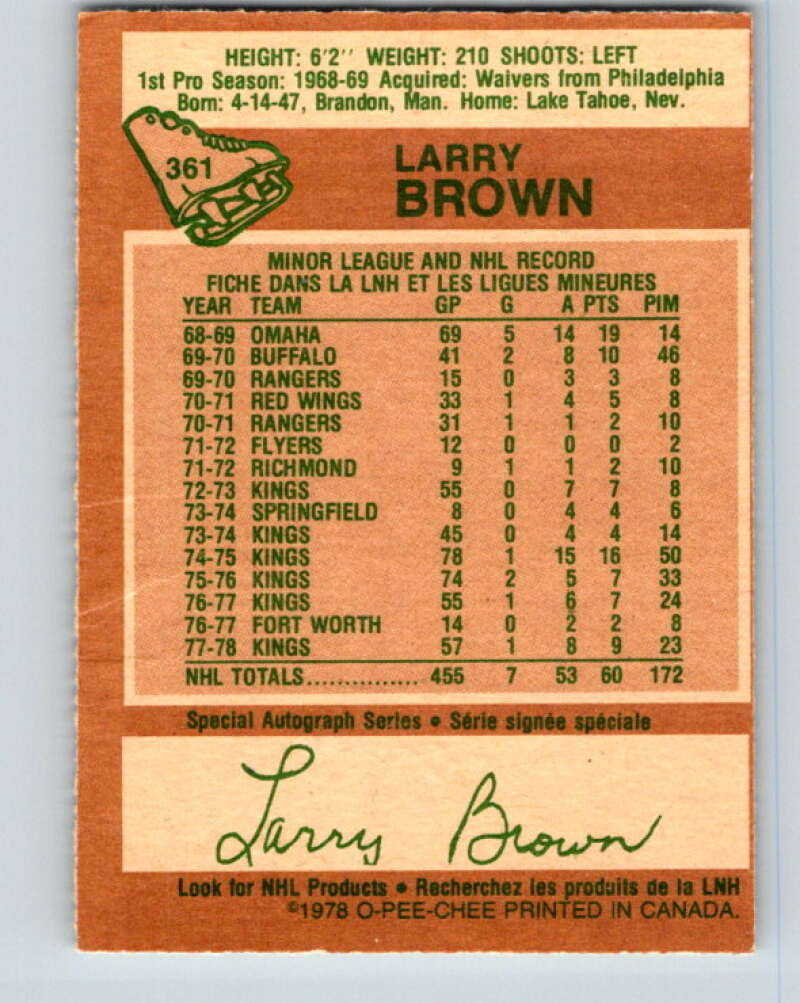 HEIGHT: 6'2'' WEIGHT: 210 SHOOTS: LEFT
1st Pro Season: 1968-69 Acquired: Waivers from Philadelphia
Born: 4-14-47, Brandon, Man. Home: Lake Tahoe, Nev.
361
LARRY
BROWN
MINOR LEAGUE AND NHL RECORD
FICHE DANS LA LNH ET LES LIGUES MINEURES
YEAR TEAM GP G A PTS PIM
68-69 OMAHA 69 5 14 19 14
69-70 BUFFALO 41 2 8 10 46
69-70 RANGERS 15 0 3 3 8
70-71 RED WINGS 33 1 4 5 8
70-71 RANGERS 31 1 1 2 10
71-72 FLYERS 12 0 0 0 2
71-72 RICHMOND 9 1 1 2 10
72-73 KINGS 55 0 7 7 8
73-74 SPRINGFIELD 8 0 4 4 6
73-74 KINGS 45 0 4 4 14
74-75 KINGS 78 1 15 16 50
75-76 KINGS 74 2 5 7 33
76-77 KINGS 55 1 6 7 24
76-77 FORT WORTH 14 0 2 2 8
77-78 KINGS 57 1 8 9 23
NHL TOTALS............... 455 7 53 60 172
Special Autograph Series • Série signée spéciale
Larry Brown
Look for NHL Products • Recherchez les produits de la LNH
©1978 O-PEE-CHEE PRINTED IN CANADA.